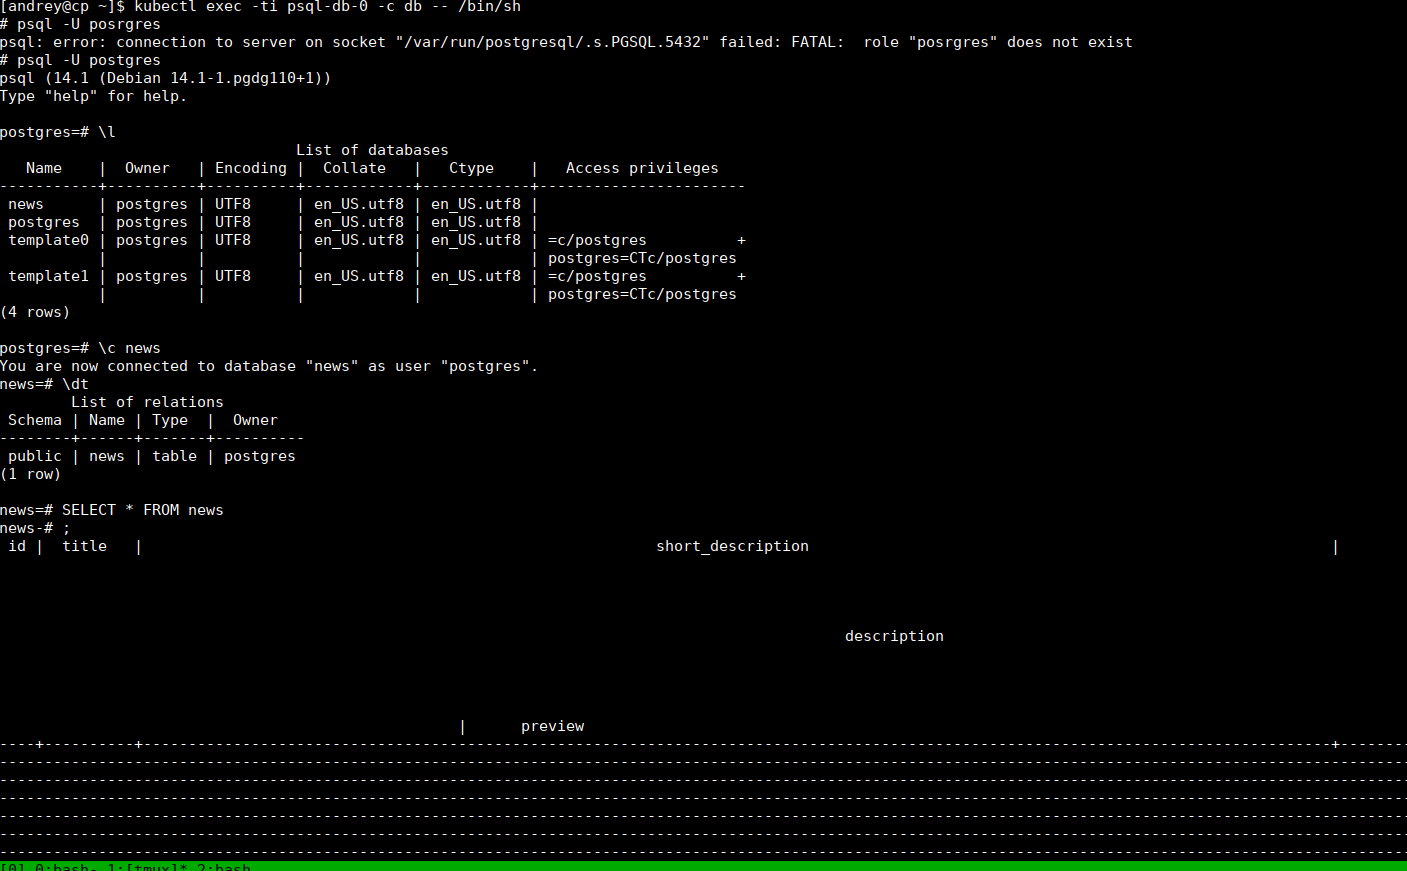 [andrey@cp ~]$ kubectl exec -ti psql-db-0 -c db -- /bin/sh
# psql -U posrgres
psql: error: connection to server on socket "/var/run/postgresql/.s.PGSQL.5432" failed: FATAL:  role "posrgres" does not exist
# psql -U postgres
psql (14.1 (Debian 14.1-1.pgdg110+1))
Type "help" for help.
postgres=# \l
List of databases
Name    |  Owner   | Encoding |  Collate   |   Ctype    |   Access privileges
-----------+----------+----------+------------+------------+-----------------------
news      | postgres | UTF8     | en_US.utf8 | en_US.utf8 |
postgres  | postgres | UTF8     | en_US.utf8 | en_US.utf8 |
template0 | postgres | UTF8     | en_US.utf8 | en_US.utf8 | =c/postgres          +
|          |          |            |            | postgres=CTc/postgres
template1 | postgres | UTF8     | en_US.utf8 | en_US.utf8 | =c/postgres          +
|          |          |            |            | postgres=CTc/postgres
(4 rows)
postgres=# \c news
You are now connected to database "news" as user "postgres".
news=# \dt
List of relations
Schema | Name | Type  |  Owner
--------+------+-------+----------
public | news | table | postgres
(1 row)
news=# SELECT * FROM news
news-# ;
id |  title   |                                                         short_description                                                          |
description
|      preview
[0] 0:bash- 1:[tmux]* 2:bash